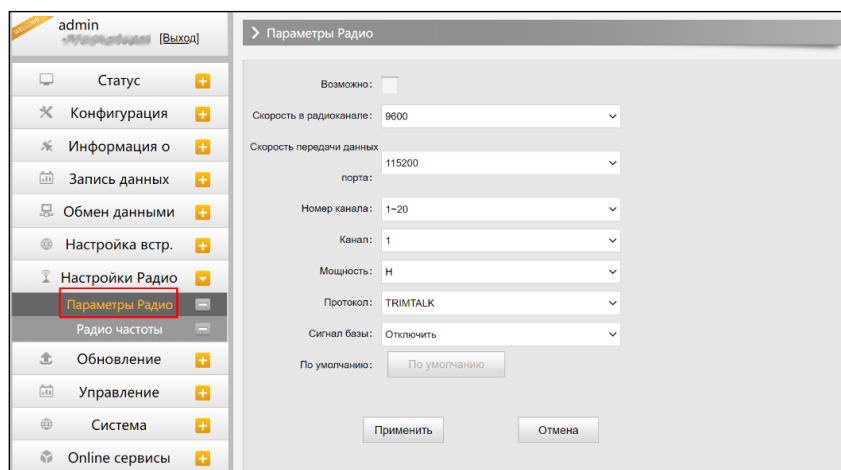 WELCOME
admin
[Выход]
Статус
Конфигурация
Информация о
Запись данных
Обмен данными
Настройка встр.
Настройки Радио
Параметры Радио
Радио частоты
Обновление
Управление
Система
Online сервисы
Параметры Радио
Возможно:
Скорость в радиоканале: 9600
Скорость передачи данных
порта: 115200
Номер канала: 1~20
Канал: 1
Мощность: H
Протокол: TRIMTALK
Сигнал базы: Отключить
По умолчанию: По умолчанию
Применить Отмена